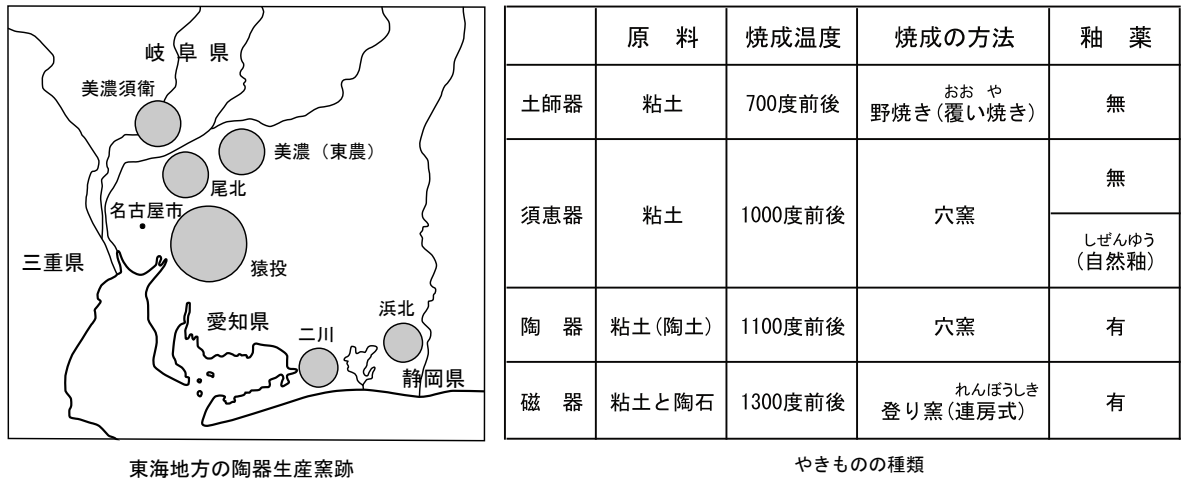 岐阜県
美濃須衛
美濃（東農）
尾北
名古屋市
三重県
猿投
浜北
愛知県
二川
静岡県
東海地方の陶器生産窯跡
原　料 焼成温度 焼成の方法 釉　薬
土師器 粘土 700度前後 野焼き(覆い焼き) 無
おお　や
須恵器 粘土 1000度前後 穴窯 無
しぜんゆう
(自然釉)
陶　器 粘土(陶土) 1100度前後 穴窯 有
れんぼうしき
磁　器 粘土と陶石 1300度前後 登り窯(連房式) 有
やきものの種類